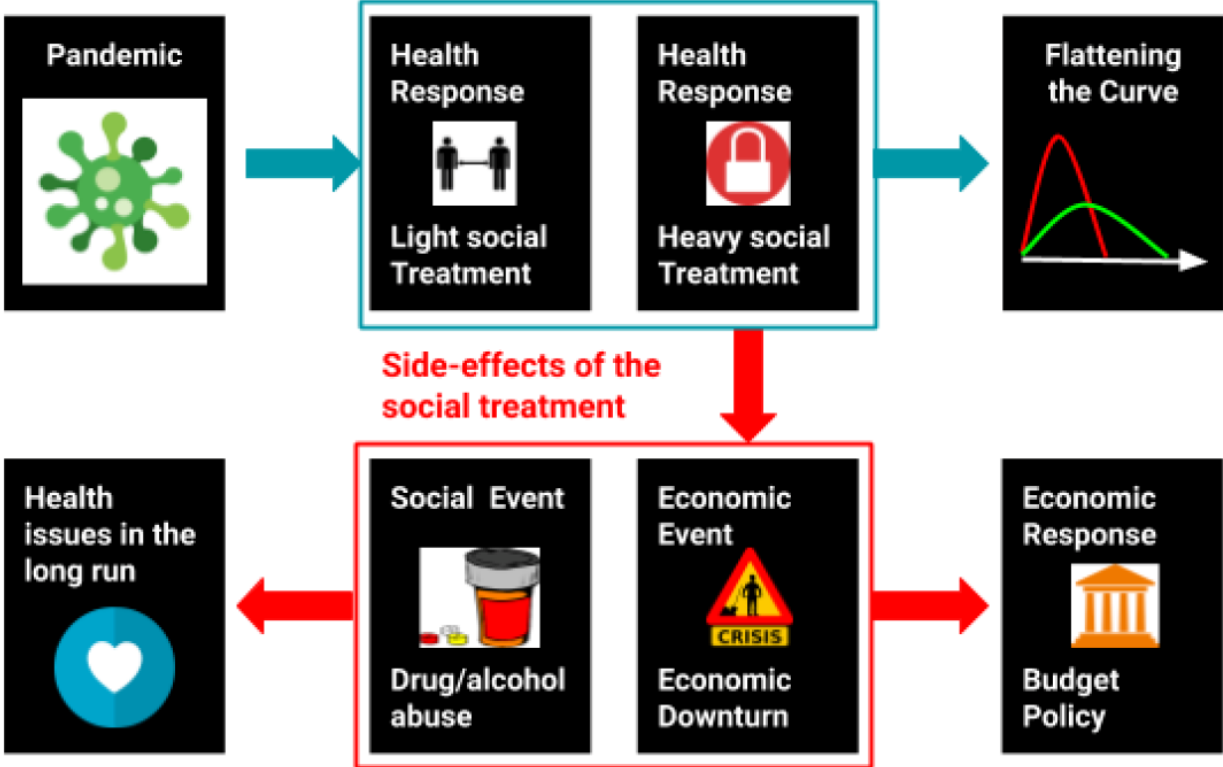 Pandemic
Health
Response
Light social
Treatment
Health
Response
Heavy social
Treatment
Flattening
the Curve
Side-effects of the
social treatment
Health
issues in the
long run
Social Event
Drug/alcohol
abuse
Economic
Event
CRISIS
Economic
Downturn
Economic
Response
Budget
Policy